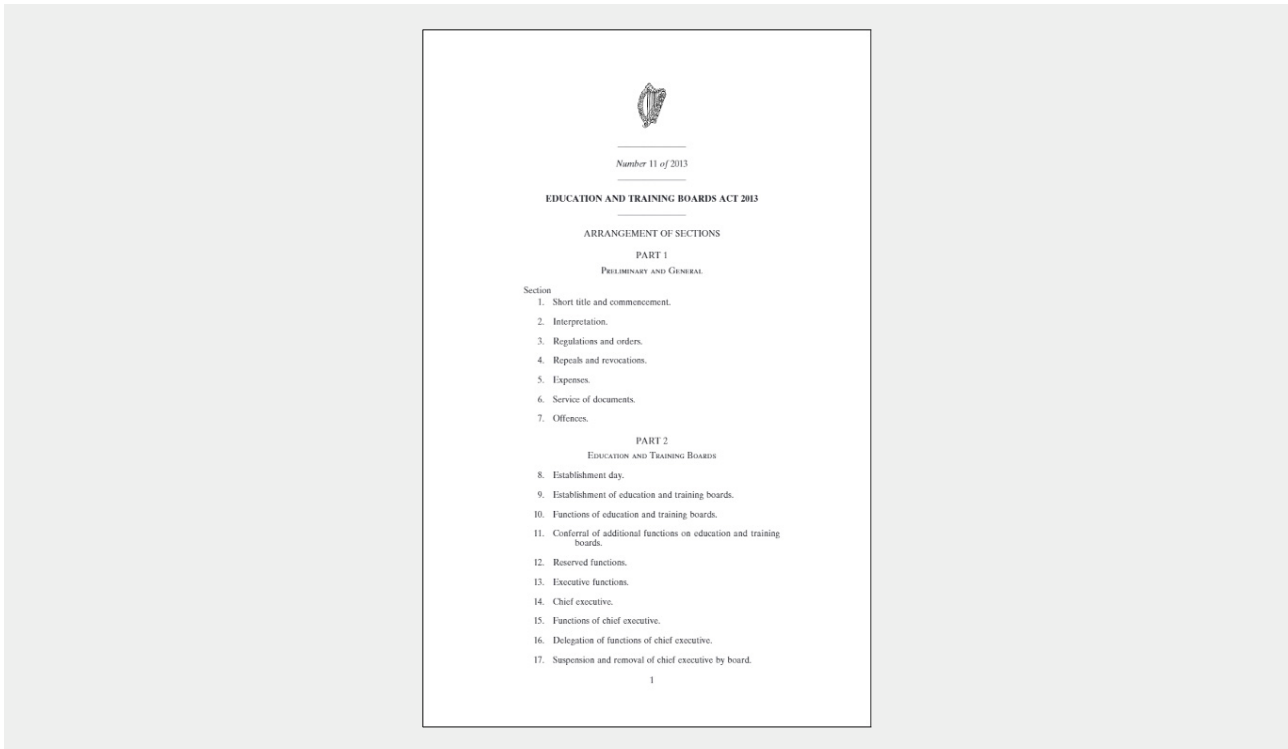 Number 11 of 2013
EDUCATION AND TRAINING BOARDS ACT 2013
ARRANGEMENT OF SECTIONS
PART 1
Preliminary and General
Section
1. Short title and commencement.
2. Interpretation.
3. Regulations and orders.
4. Repeals and revocations.
5. Expenses.
6. Service of documents.
7. Offences.
PART 2
Education and Training Boards
8. Establishment day.
9. Establishment of education and training boards.
10. Functions of education and training boards.
11. Conferral of additional functions on education and training
boards.
12. Reserved functions.
13. Executive functions.
14. Chief executive.
15. Functions of chief executive.
16. Delegation of functions of chief executive.
17. Suspension and removal of chief executive by board.
1